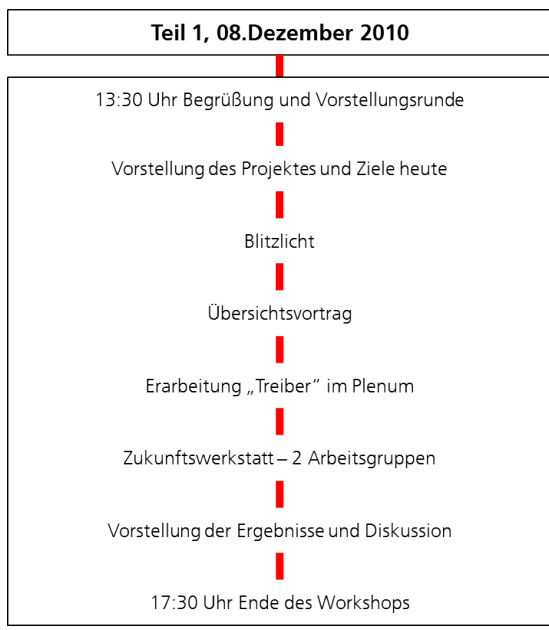 Teil 1, 08.Dezember 2010
13:30 Uhr Begrüßung und Vorstellungsrunde
Vorstellung des Projektes und Ziele heute
Blitzlicht
Übersichtsvortrag
Erarbeitung „Treiber“ im Plenum
Zukunftswerkstatt – 2 Arbeitsgruppen
Vorstellung der Ergebnisse und Diskussion
17:30 Uhr Ende des Workshops